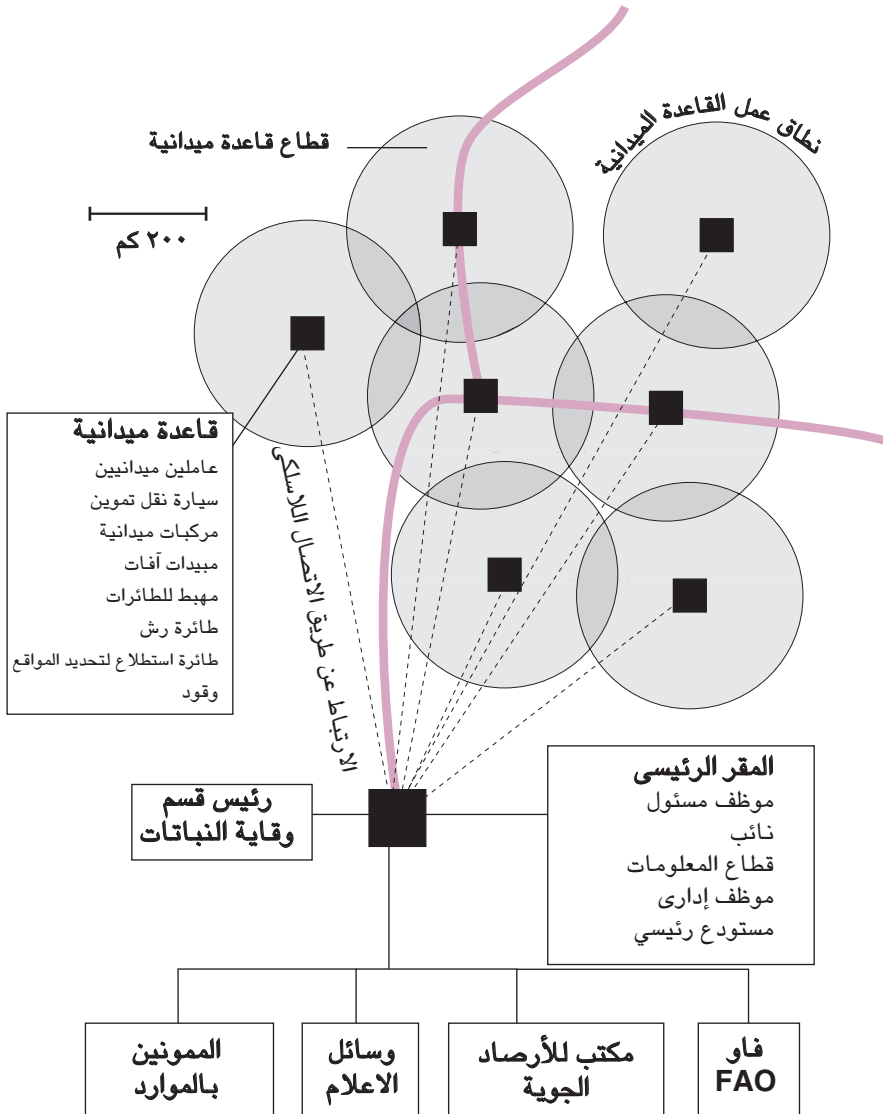 نطاق عمل القاعدة الميدانية
قطاع قاعدة ميدانية
٢٠٠ كم
قاعدة ميدانية
عاملين ميدانيين
سيارة نقل تموين
مركبات ميدانية
مبيدات آفات
مهبط للطائرات
طائرة رش
طائرة استطلاع لتحديد المواقع
وقود
الارتباط عن طريق الاتصال اللاسلكى
المقر الرئيسى
موظف مسئول
نائب
قطاع المعلومات
موظف إدارى
مستودع رئيسي
رئيس قسم
وقاية النباتات
فاو
FAO
مكتب للأرصاد
الجوية
وسائل
الاعلام
الممونين
بالموارد